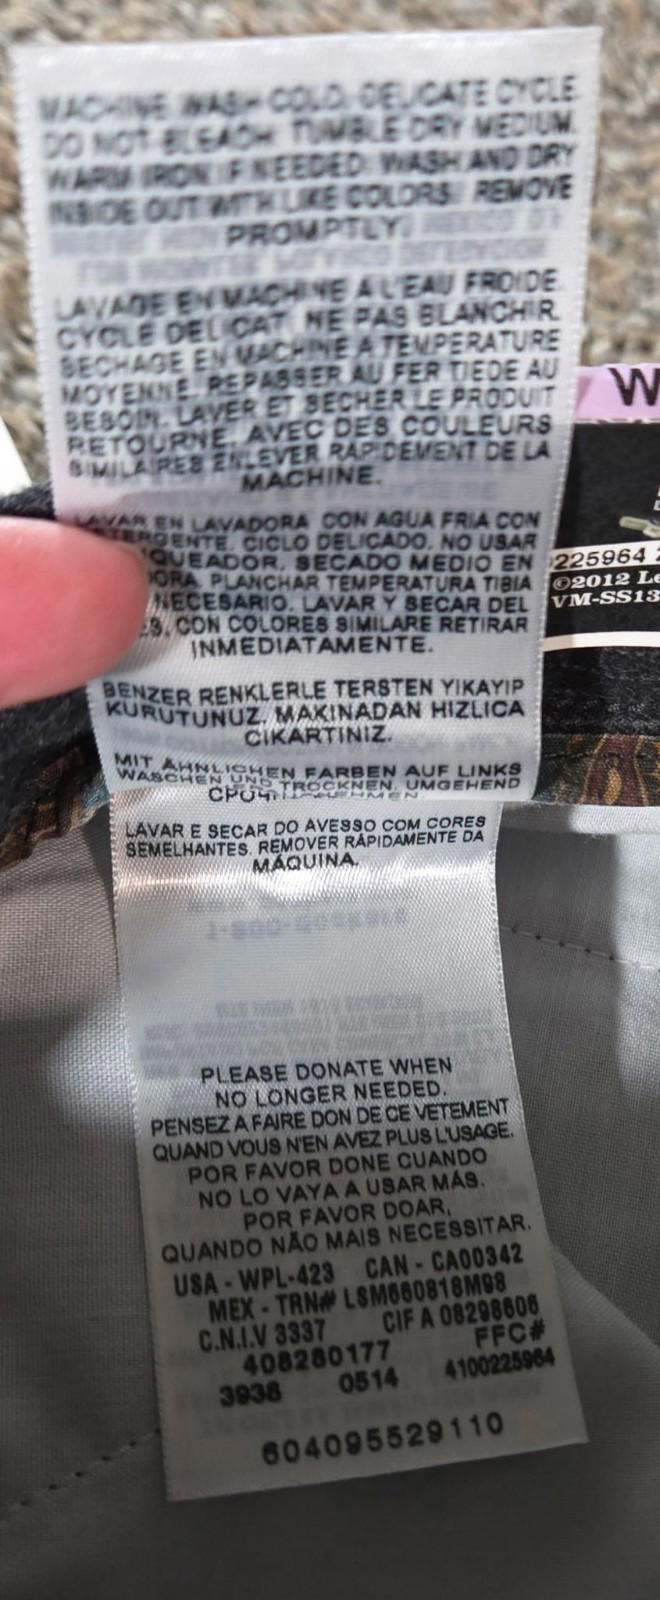 MACHINE WASH COLD, DELICATE CYCLE.
DO NOT BLEACH. TUMBLE DRY MEDIUM.
WARM IRON IF NEEDED. WASH AND DRY
INSIDE OUT WITH LIKE COLORS. REMOVE
PROMPTLY.
LAVAGE EN MACHINE A L'EAU FROIDE.
CYCLE DELICAT. NE PAS BLANCHIR.
SECHAGE EN MACHINE A TEMPERATURE
MOYENNE. REPASSER AU FER TIEDE AU
BESOIN. LAVER ET SECHER LE PRODUIT
RETOURNE, AVEC DES COULEURS
SIMILAIRES ENLEVER RAPIDEMENT DE LA
MACHINE.
LAVAR EN LAVADORA CON AGUA FRIA CON
TERGENTE. CICLO DELICADO. NO USAR
QUEADOR. SECADO MEDIO EN
ORA. PLANCHAR TEMPERATURA TIBIA
NECESARIO. LAVAR Y SECAR DEL
ES, CON COLORES SIMILARE RETIRAR
INMEDIATAMENTE.
BENZER RENKLERLE TERSTEN YIKAYIP
KURUTUNUZ. MAKINADAN HIZLICA
CIKARTINIZ.
MIT ÄHNLICHEN FARBEN AUF LINKS
WASCHEN UND TROCKNEN. UMGEHEND
LAVAR E SECAR DO AVESSO COM CORES
SEMELHANTES. REMOVER RÁPIDAMENTE DA
MÁQUINA.
PLEASE DONATE WHEN
NO LONGER NEEDED.
PENSEZ A FAIRE DON DE CE VETEMENT
QUAND VOUS N'EN AVEZ PLUS L'USAGE.
POR FAVOR DONE CUANDO
NO LO VAYA A USAR MÁS.
POR FAVOR DOAR,
QUANDO NÃO MAIS NECESSITAR.
USA - WPL-423 CAN - CA00342
MEX - TRN# LSM660818M98
C.N.I.V 3337 CIF A 08298606
408280177 FFC#
3938 0514 4100225964
604095529110
W
225964 2
©2012 Le
VM-SS13